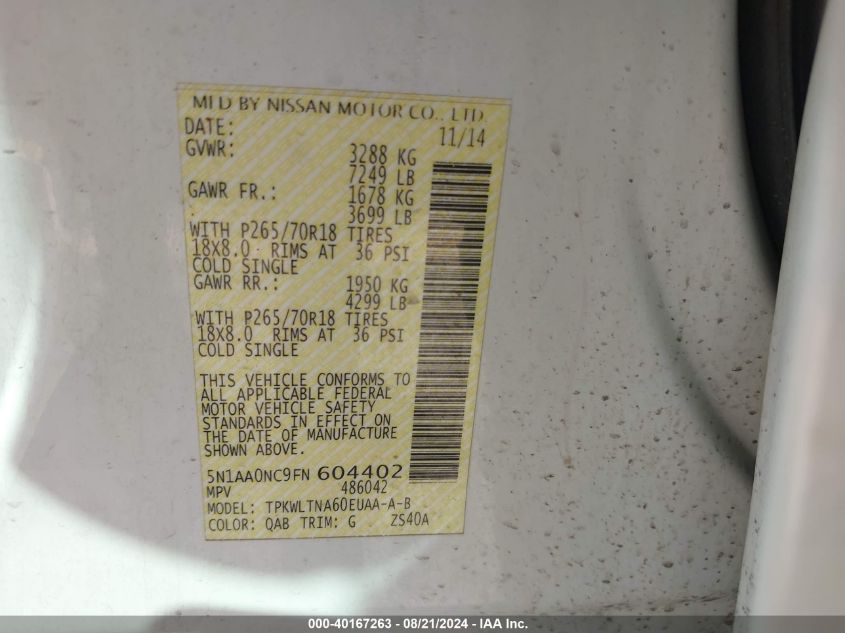 MFD BY NISSAN MOTOR CO., LTD.
DATE: 11/14
GVWR: 3288 KG
7249 LB
GAWR FR.: 1678 KG
3699 LB
WITH P265/70R18 TIRES
18X8.0 RIMS AT 36 PSI
COLD SINGLE
GAWR RR.: 1950 KG
4299 LB
WITH P265/70R18 TIRES
18X8.0 RIMS AT 36 PSI
COLD SINGLE
THIS VEHICLE CONFORMS TO
ALL APPLICABLE FEDERAL
MOTOR VEHICLE SAFETY
STANDARDS IN EFFECT ON
THE DATE OF MANUFACTURE
SHOWN ABOVE.
5N1AA0NC9FN 604402
MPV 486042
MODEL: TPKWLTNA60EUAA-A-B
COLOR: QAB TRIM: G ZS40A
000-40167263 - 08/21/2024 - IAA Inc.